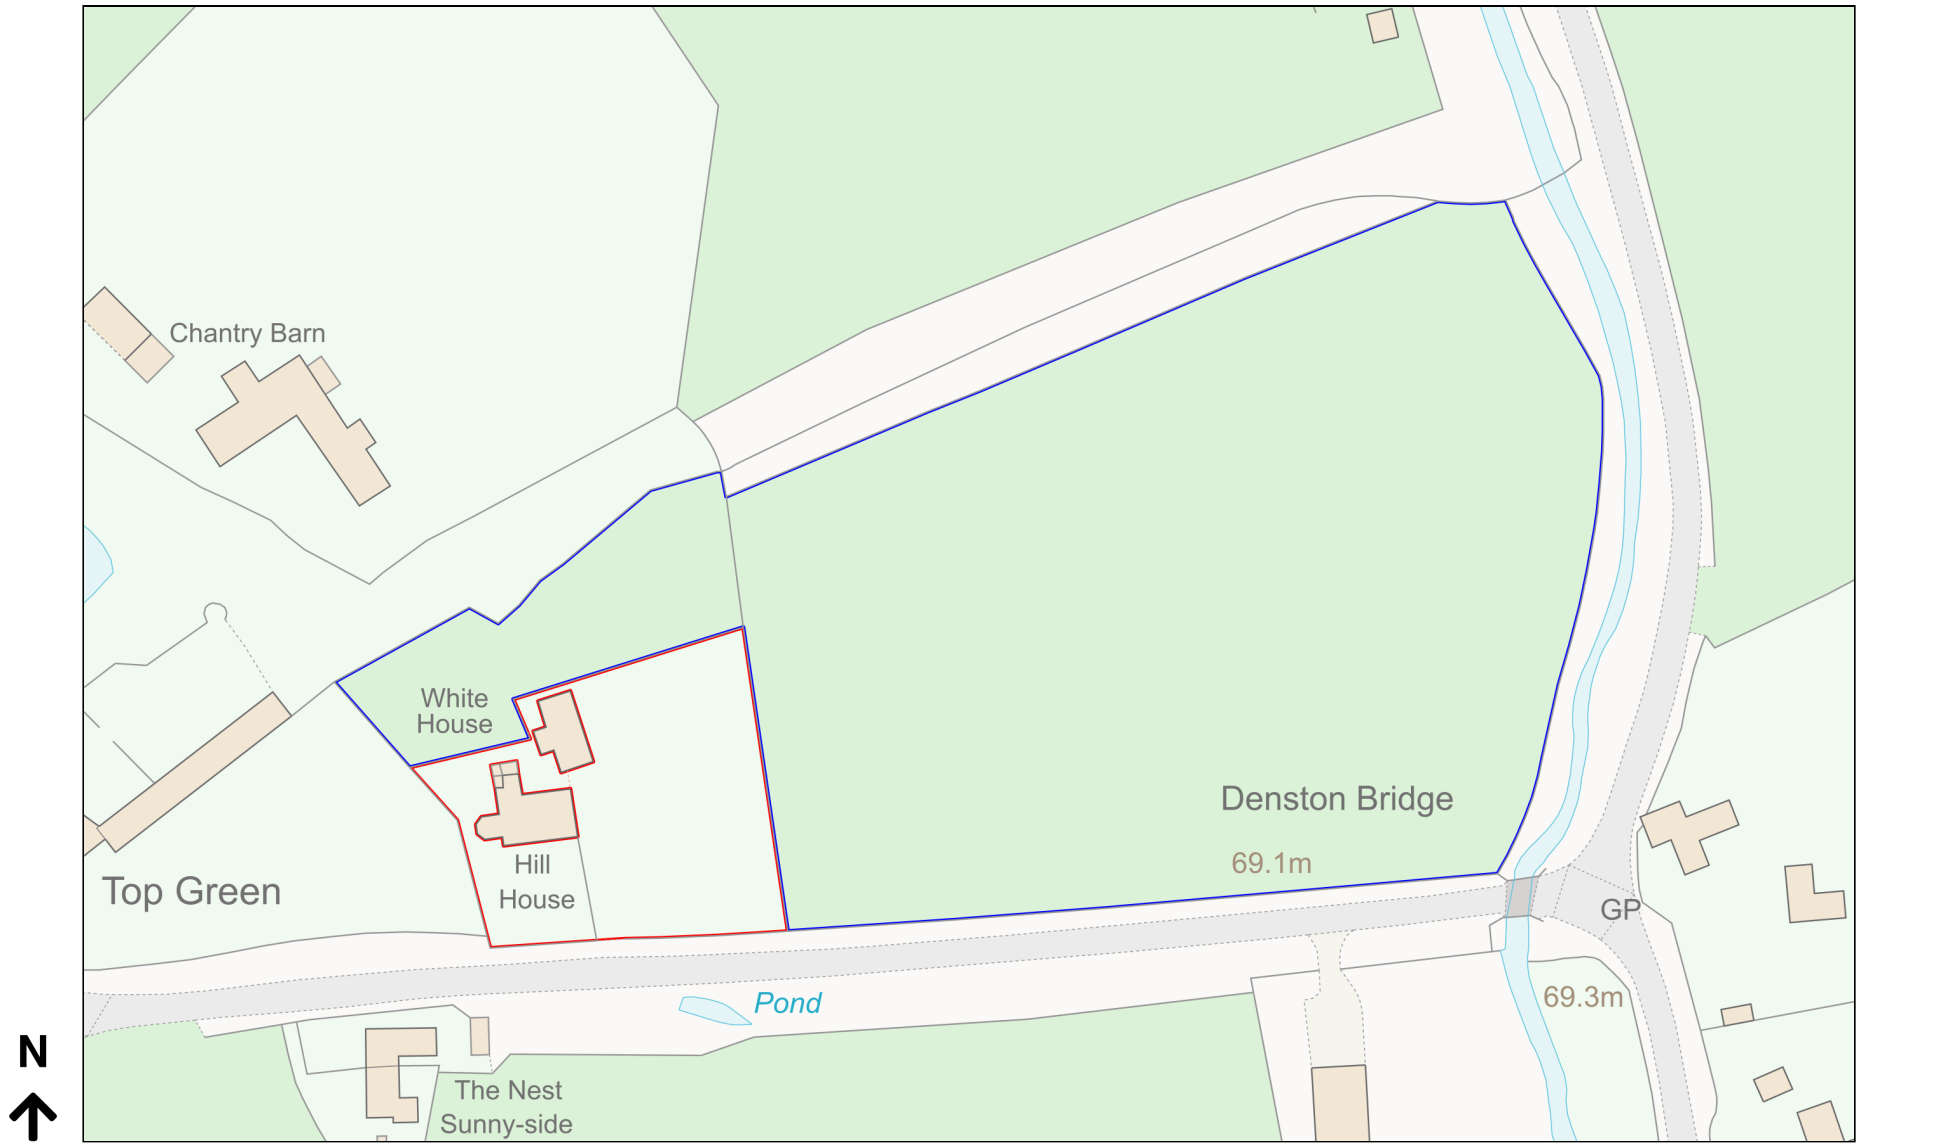 Chantry Barn
White
House
Denston Bridge
69.1m
Hill
House
Top Green
GP
69.3m
Pond
N
The Nest
Sunny-side